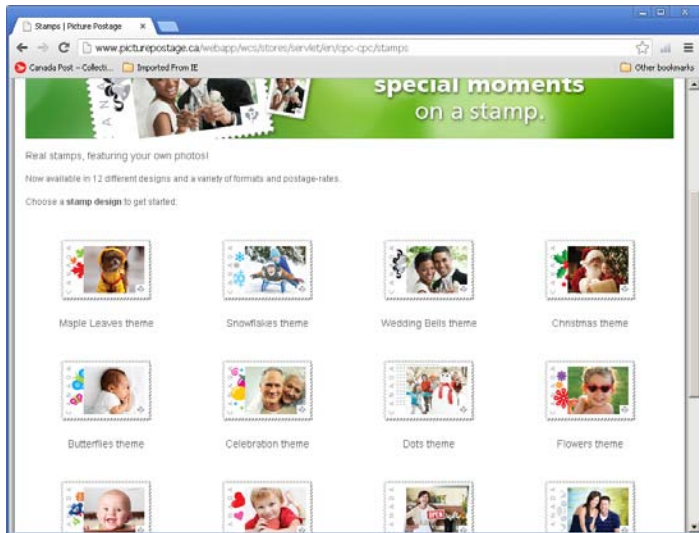 Stamps | Picture Postage
www.picturepostage.ca/webapp/wcs/stores/servlet/en/cpc-cpc/stamps
Canada Post – Collecti... Imported From IE Other bookmarks
special moments
on a stamp.
Real stamps, featuring your own photos!
Now available in 12 different designs and a variety of formats and postage-rates.
Choose a stamp design to get started:
Maple Leaves theme Snowflakes theme Wedding Bells theme Christmas theme
Butterflies theme Celebration theme Dots theme Flowers theme
OPEN